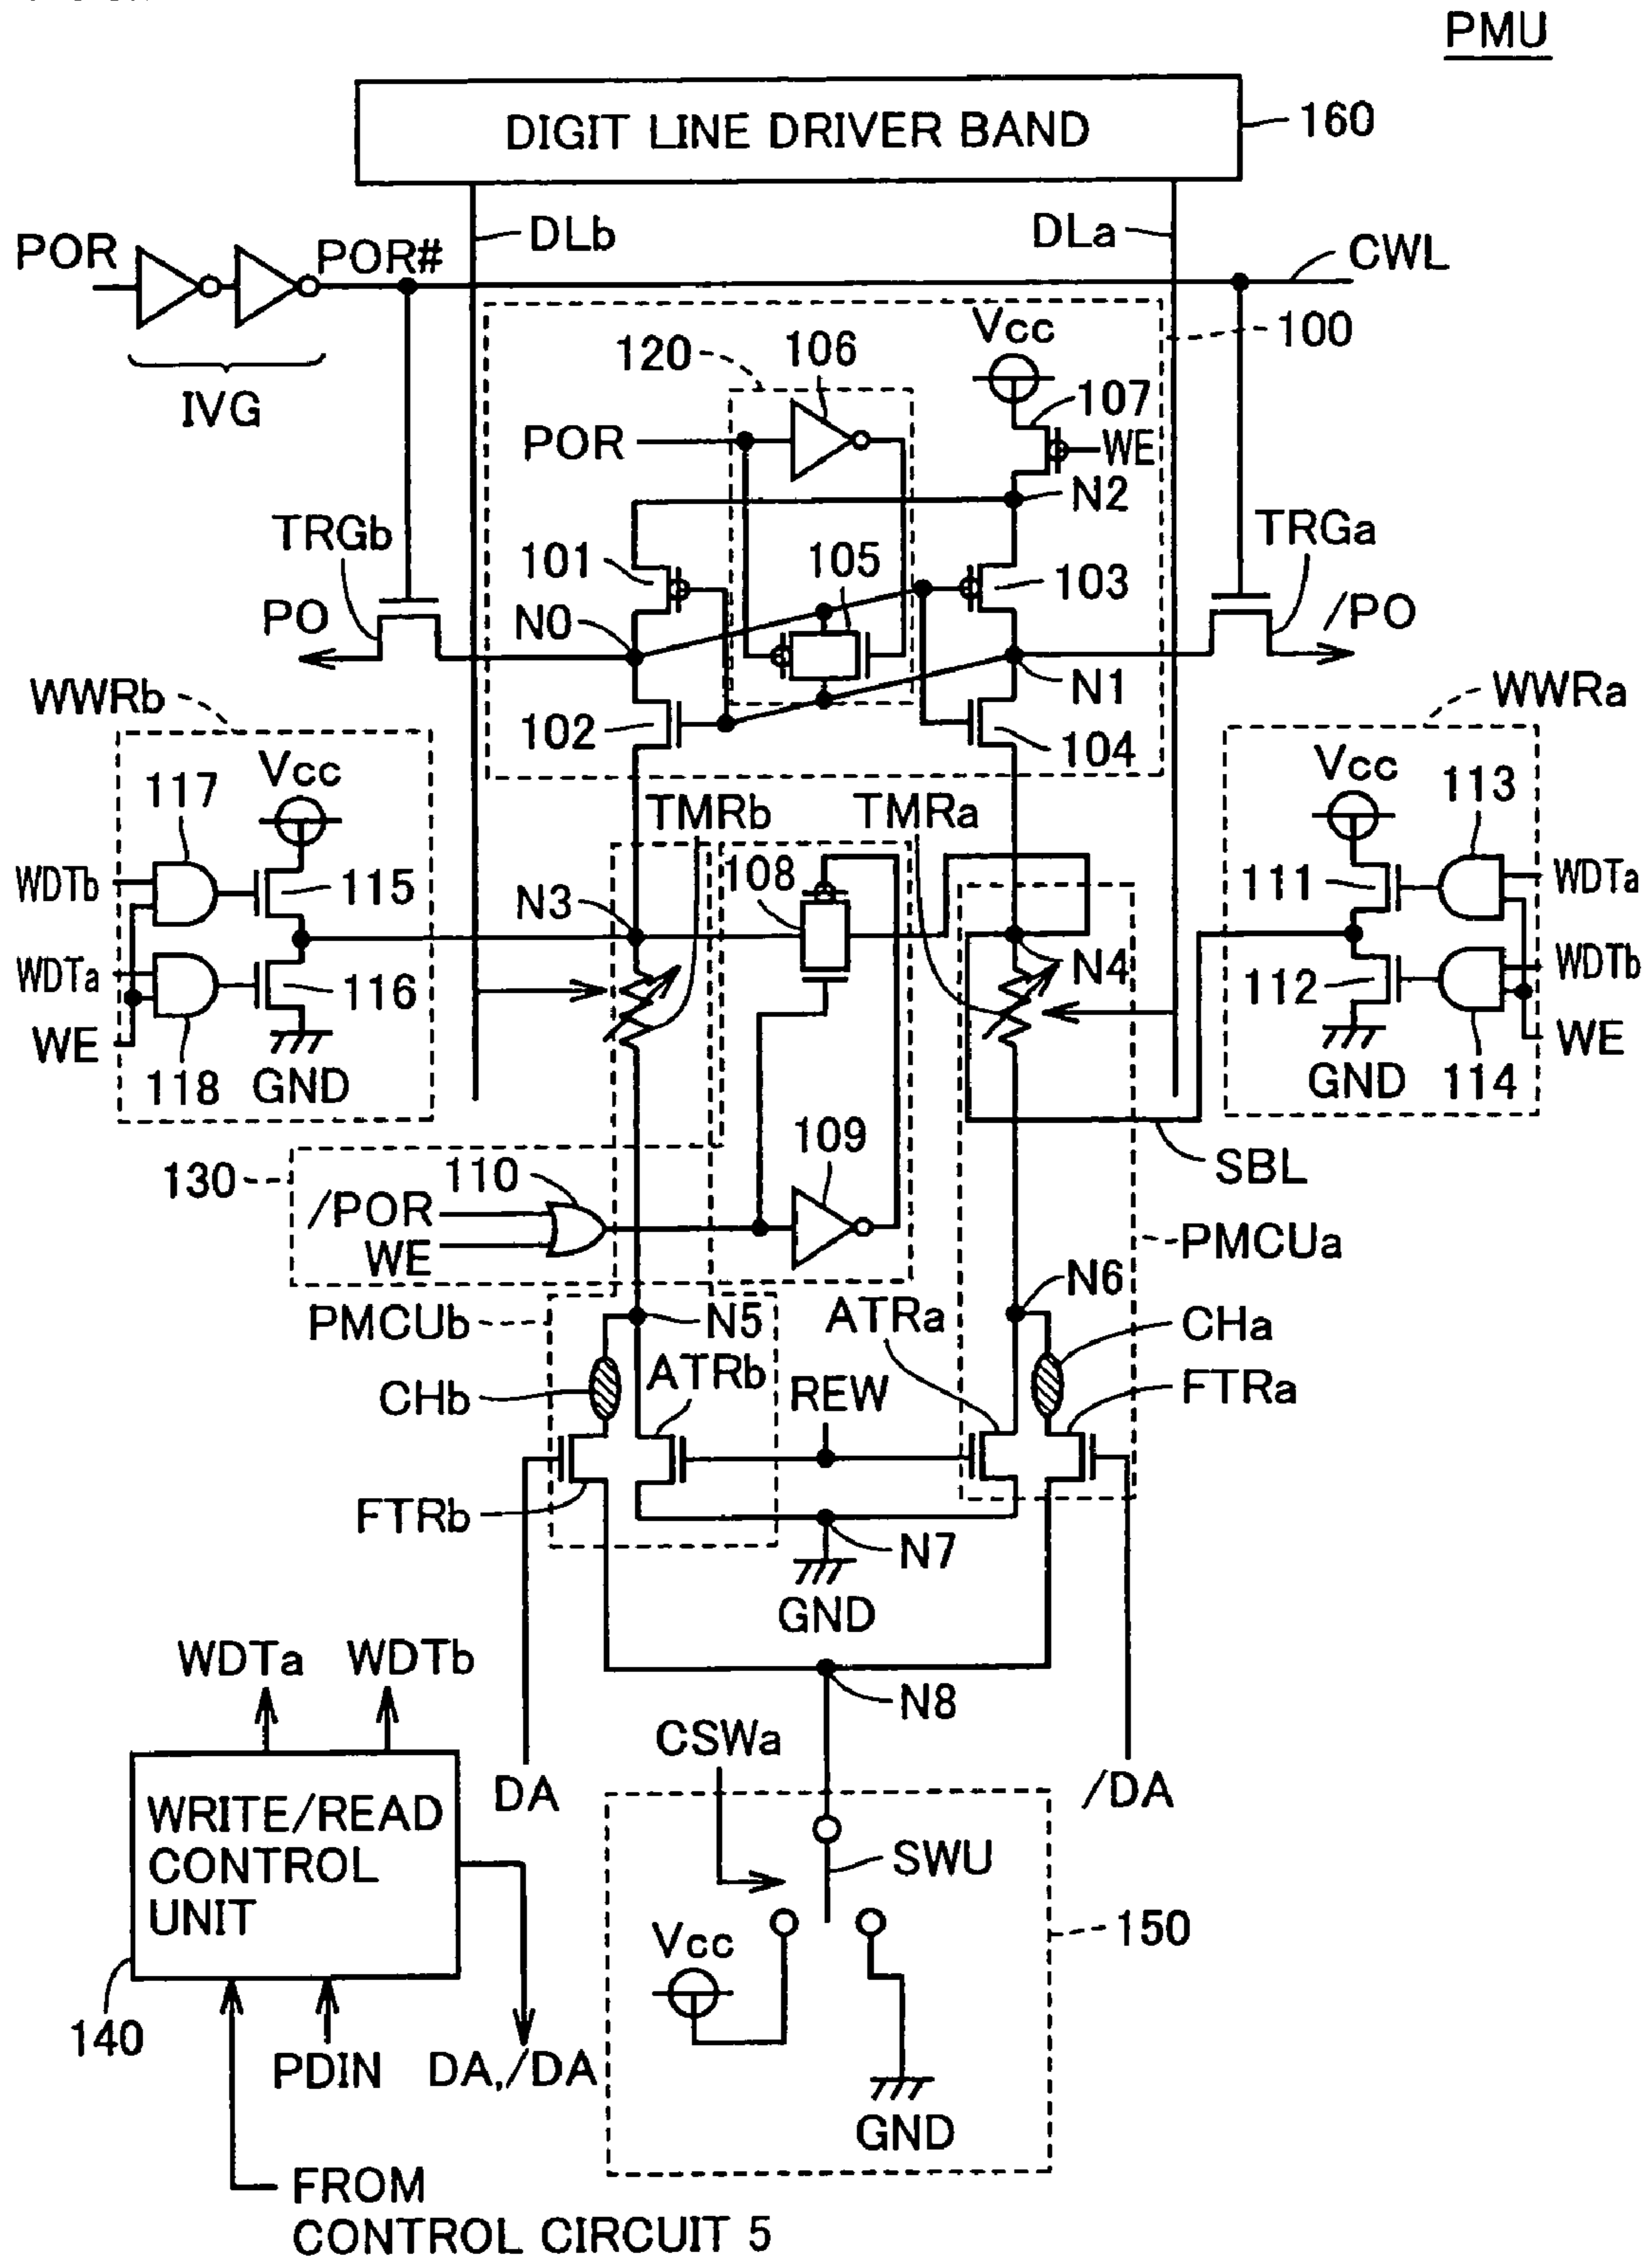 PMU
DIGIT LINE DRIVER BAND
160
DLb
DLa
POR
POR#
CWL
IVG
Vcc
100
120
106
107
POR
WE
N2
TRGb
TRGa
101
105
103
PO
N0
/PO
N1
WWRb
WWRa
102
104
117
Vcc
Vcc
113
TMRb
TMRa
WDTb
115
108
111
WDTa
N3
WDTa
116
N4
112
WDTb
WE
118
GND
GND
114
WE
109
SBL
130
110
/POR
WE
PMCUa
N6
PMCUb
N5
ATRa
CHa
CHb
ATRb
REW
FTRa
FTRb
N7
GND
WDTa
WDTb
N8
CSWa
DA
/DA
WRITE/READ
CONTROL
UNIT
SWU
Vcc
150
140
PDIN
DA,/DA
GND
FROM
CONTROL CIRCUIT 5